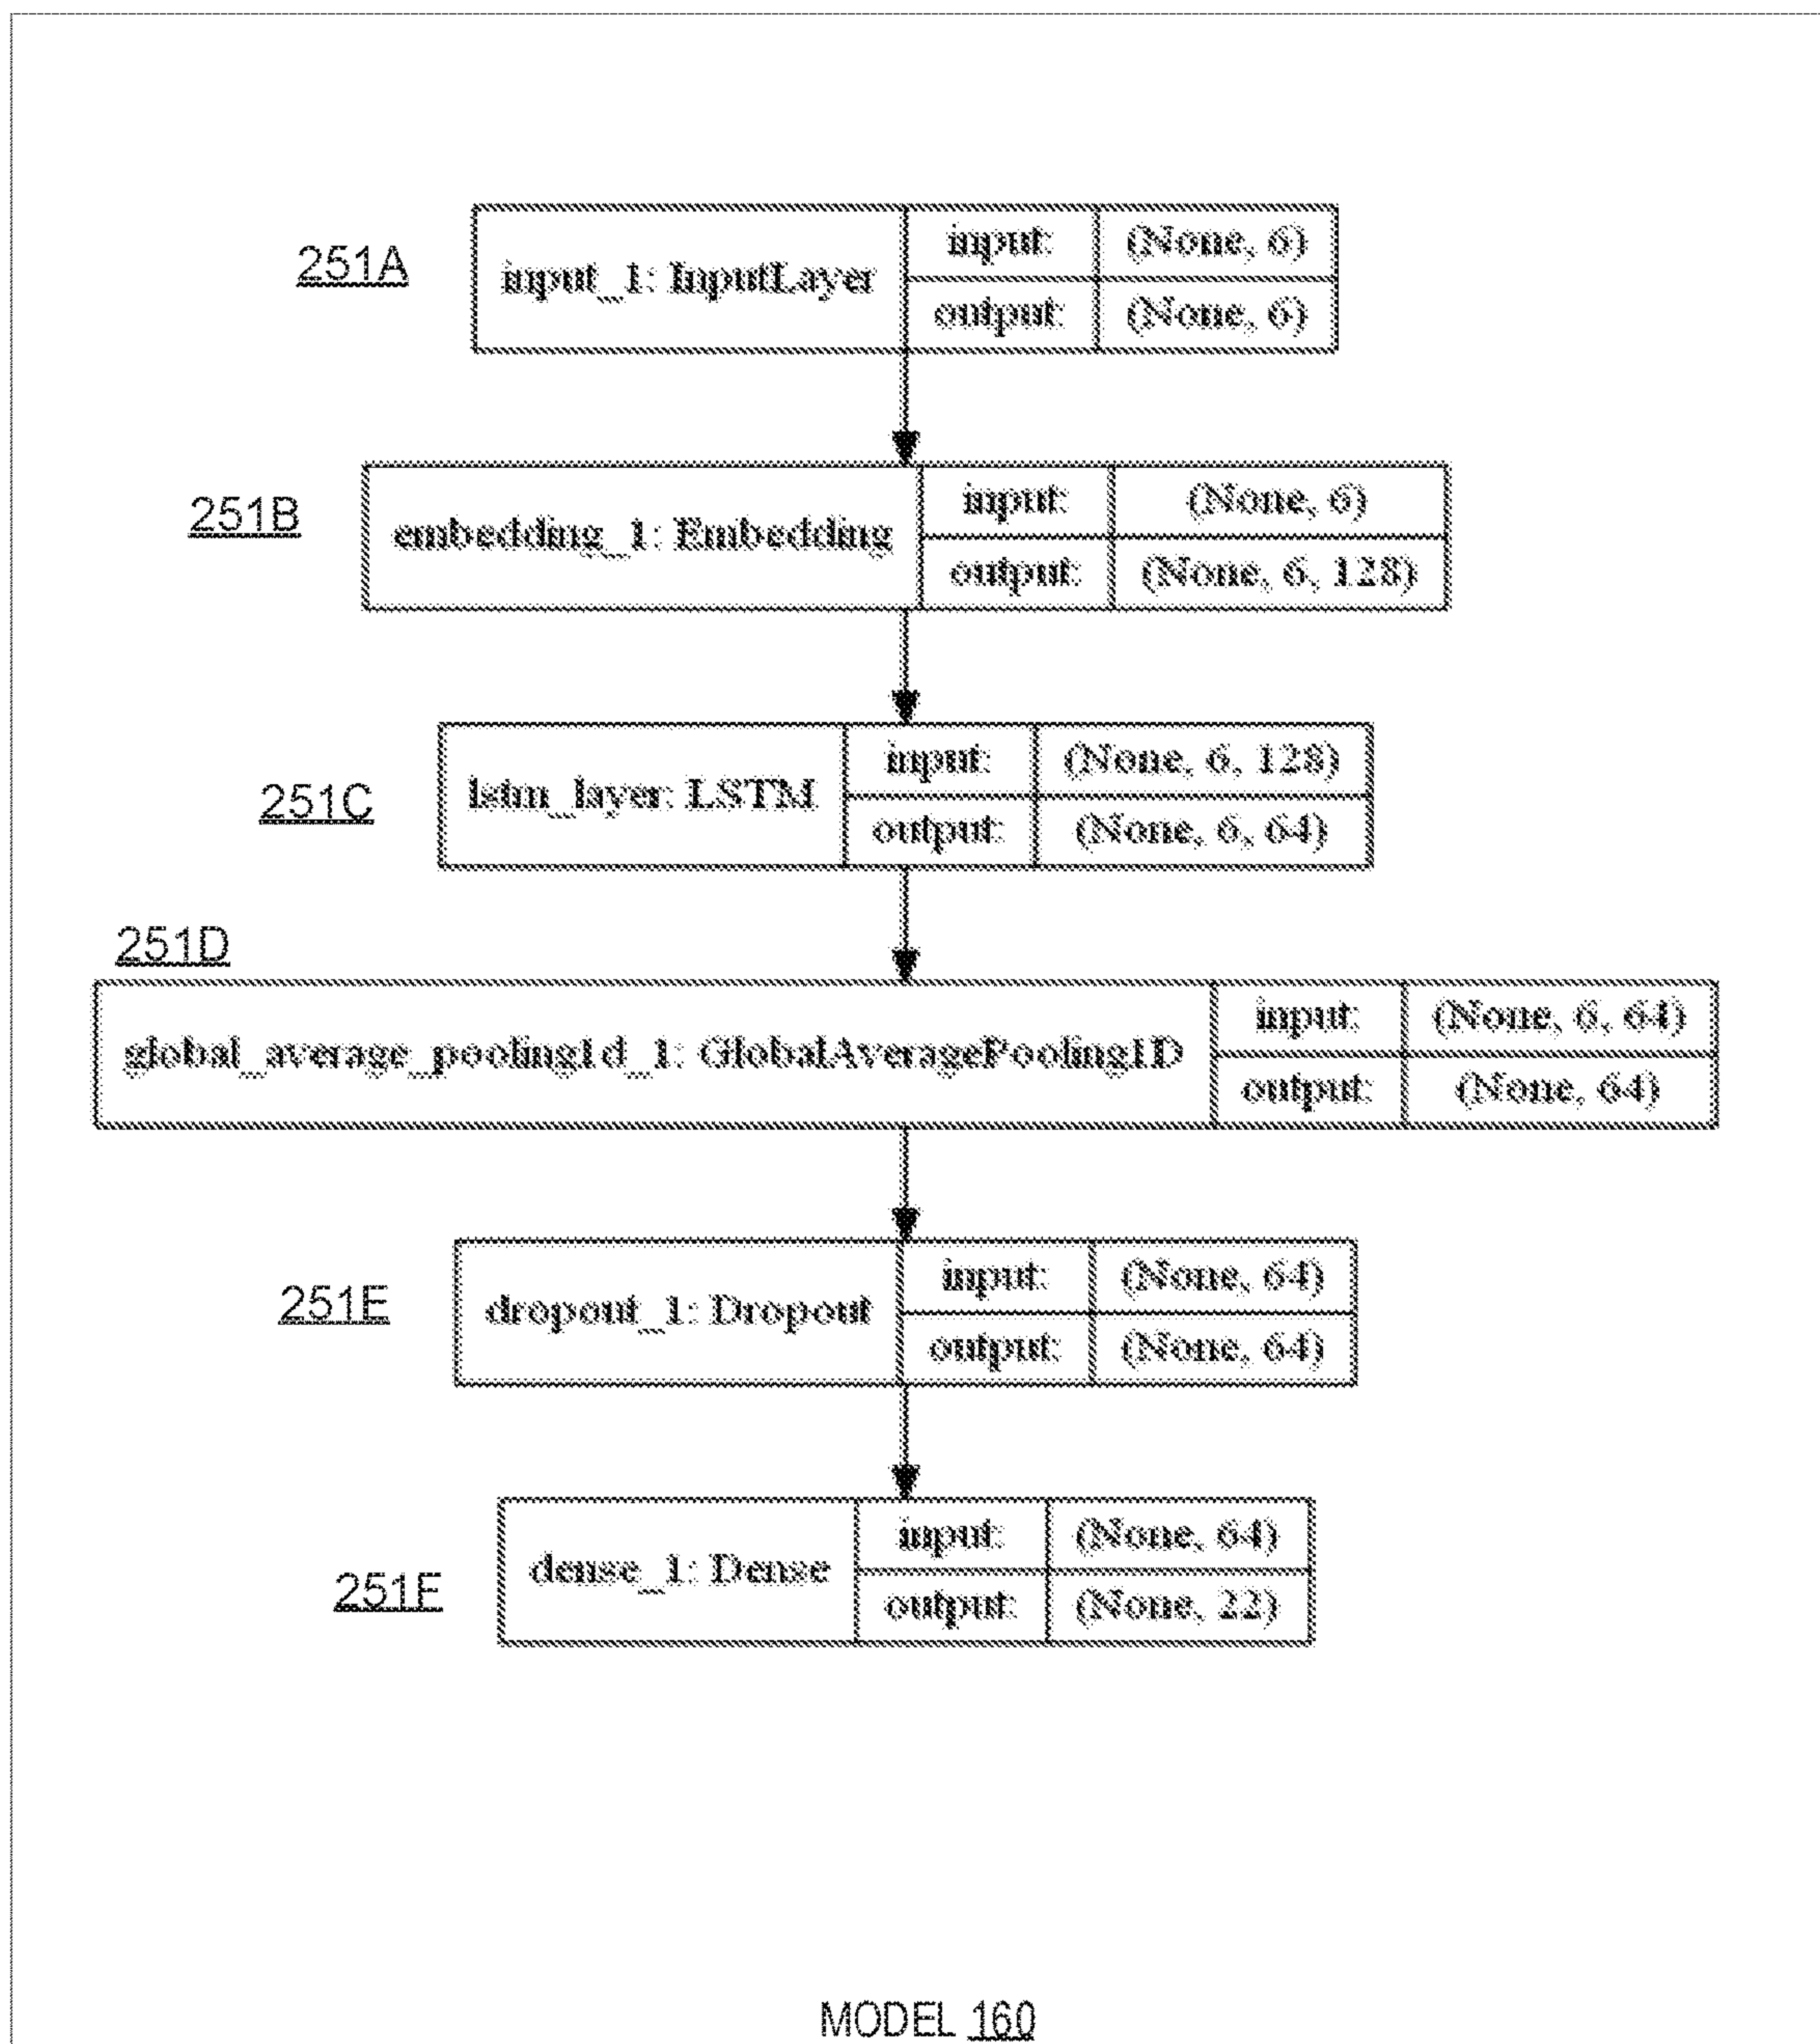 251A
input_1: InputLayer
input:
(None, 6)
output:
(None, 6)
251B
embedding_1: Embedding
input:
(None, 6)
output:
(None, 6, 128)
251C
lstm_layer: LSTM
input:
(None, 6, 128)
output:
(None, 6, 64)
251D
global_average_pooling1d_1: GlobalAveragePooling1D
input:
(None, 6, 64)
output:
(None, 64)
251E
dropout_1: Dropout
input:
(None, 64)
output:
(None, 64)
251F
dense_1: Dense
input:
(None, 64)
output:
(None, 22)
MODEL 160